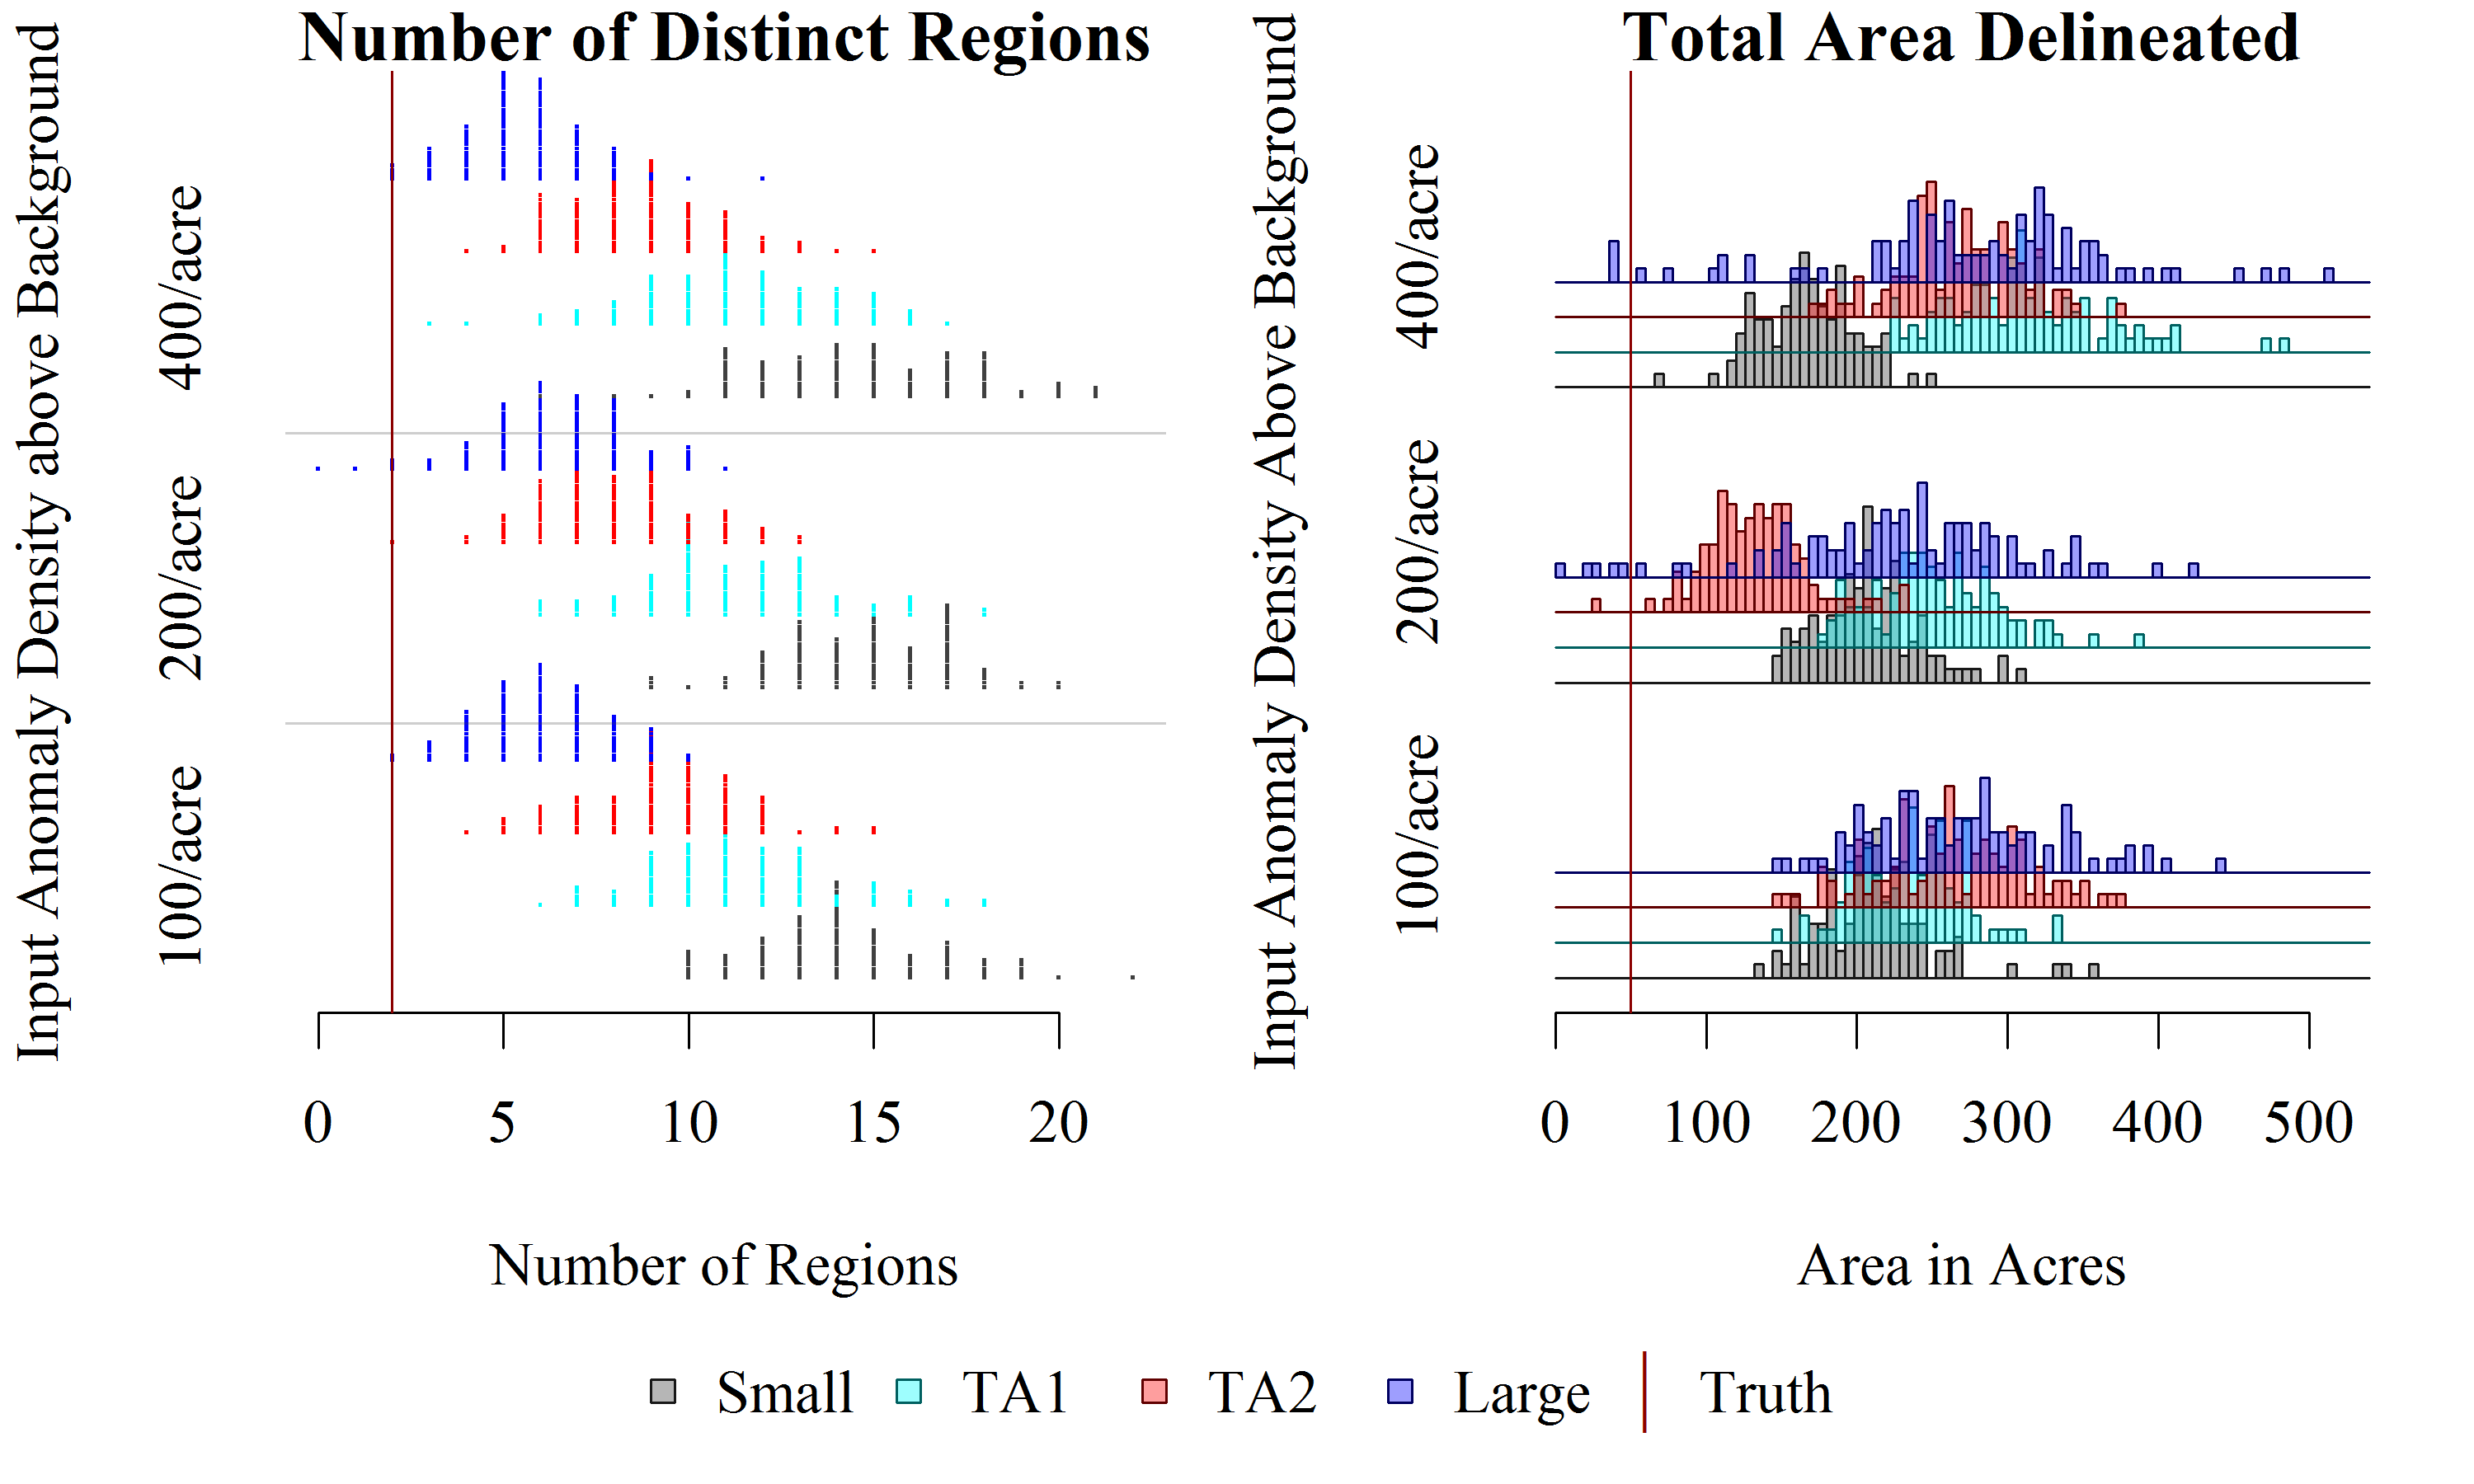 Number of Distinct Regions
Input Anomaly Density above Background
400/acre
200/acre
100/acre
0 5 10 15 20
Number of Regions
Total Area Delineated
Input Anomaly Density Above Background
400/acre
200/acre
100/acre
0 100 200 300 400 500
Area in Acres
Small TA1 TA2 Large Truth